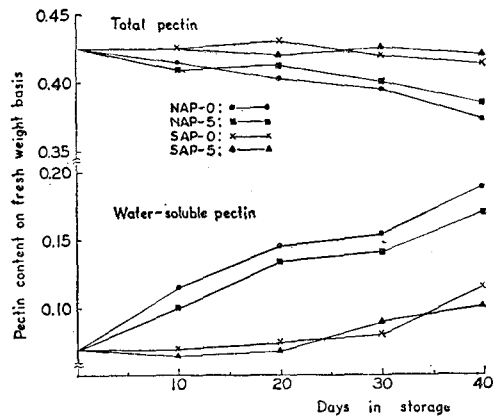 0.45
Total pectin
0.40
NAP-0:
NAP-5:
SAP-0:
SAP-5:
0.35
0.20
Water-soluble pectin
0.15
0.10
Pectin content on fresh weight basis
10 20 30 40
Days in storage